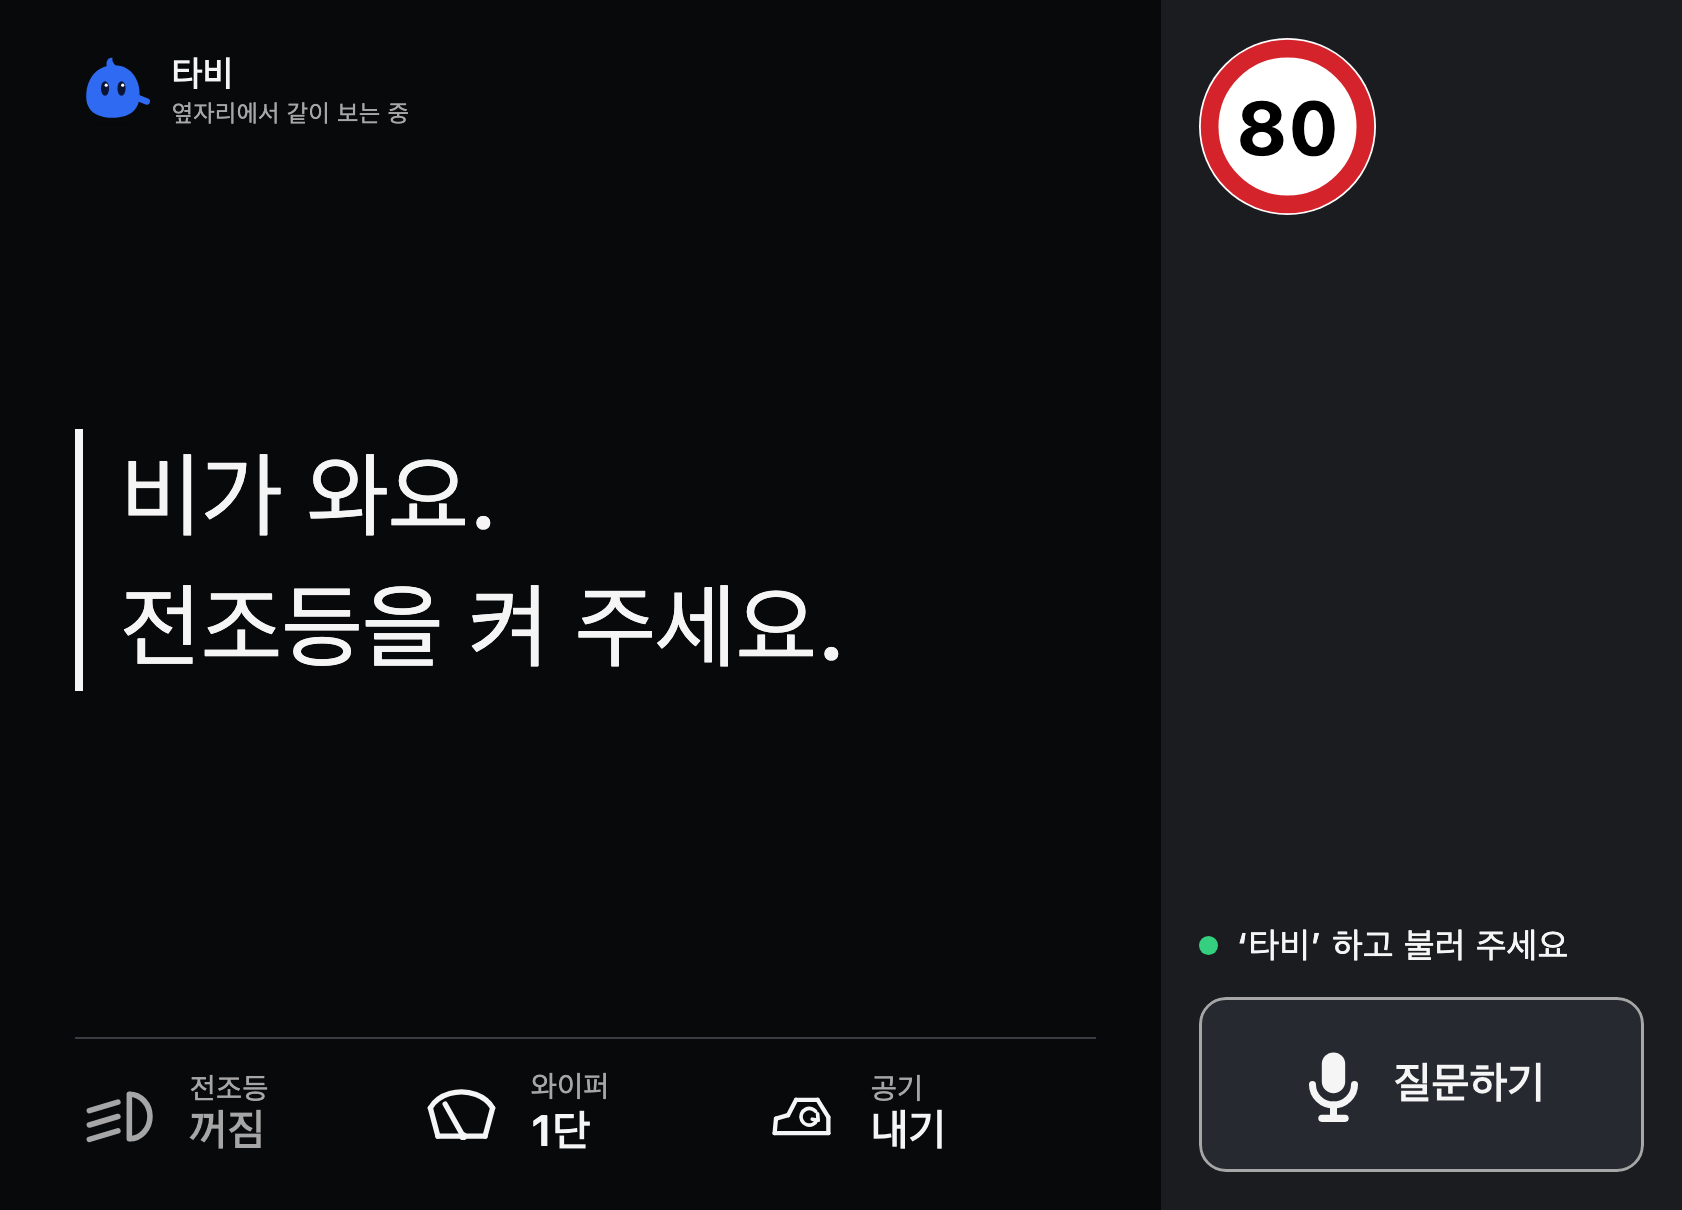 타비
옆자리에서 같이 보는 중
80
비가 와요.
전조등을 켜 주세요.
‘타비’ 하고 불러 주세요
질문하기
전조등
꺼짐
와이퍼
1단
공기
내기